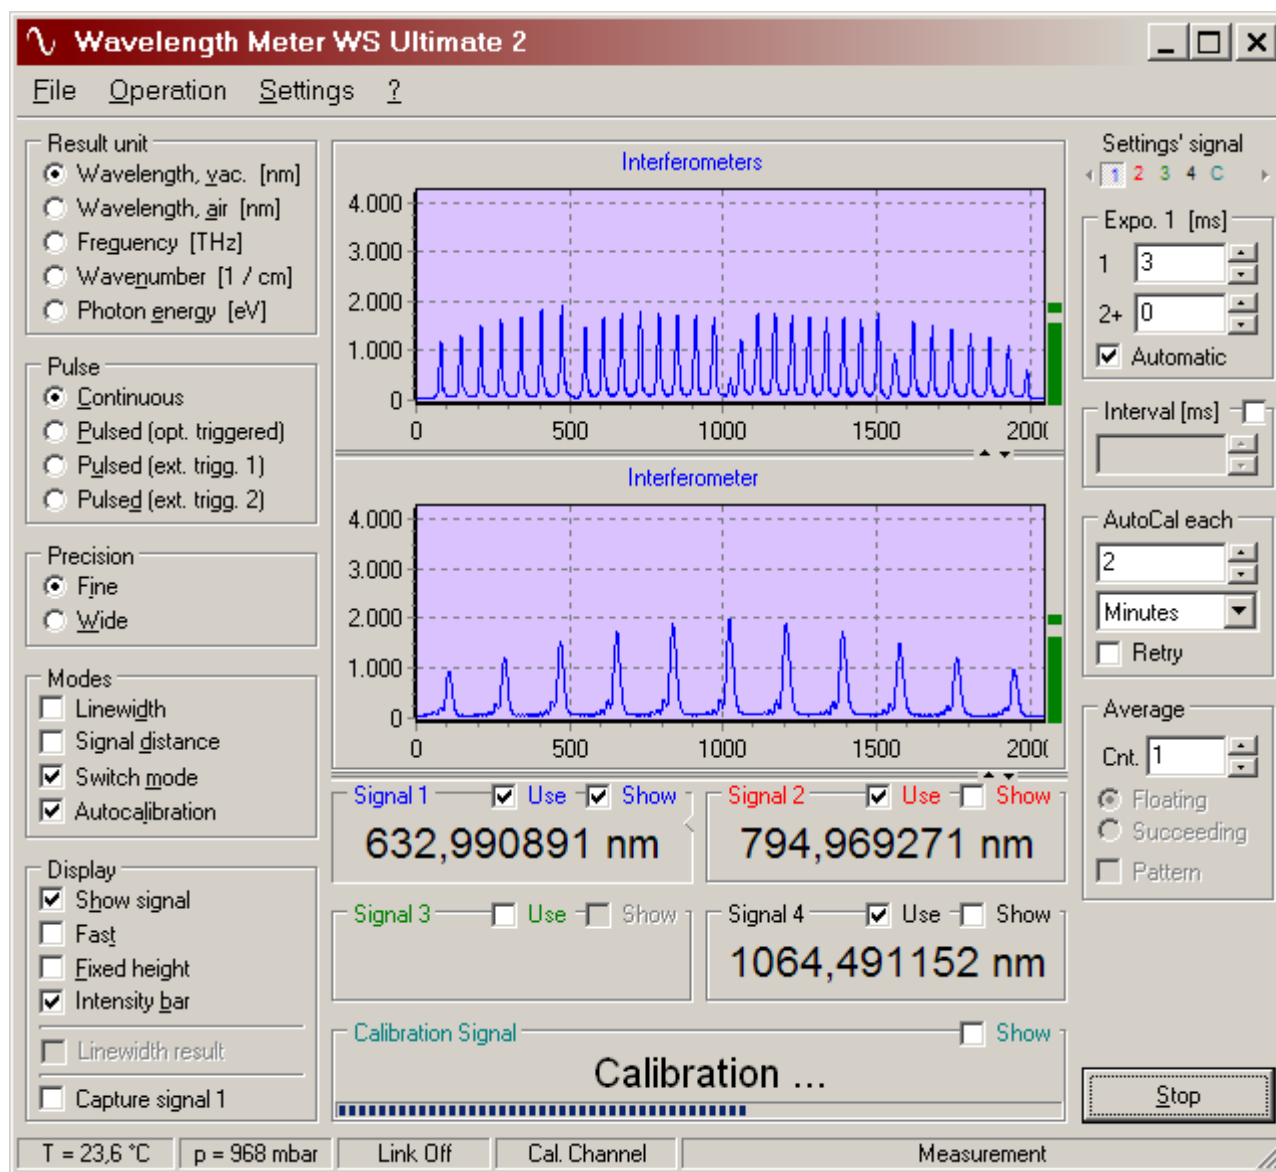 Wavelength Meter WS Ultimate 2
File Operation Settings ?
Result unit
Wavelength, vac. [nm]
Wavelength, air [nm]
Freguency [THz]
Wavenumber [1 / cm]
Photon energy [eV]
Pulse
Continuous
Pulsed (opt. triggered)
Pulsed (ext. trigg. 1)
Pulsed (ext. trigg. 2)
Precision
Fine
Wide
Modes
Linewidth
Signal distance
Switch mode
Autocalibration
Display
Show signal
Fast
Fixed height
Intensity bar
Linewidth result
Capture signal 1
Interferometers
4.000
3.000
2.000
1.000
0
0 500 1000 1500 200(
Interferometer
4.000
3.000
2.000
1.000
0
0 500 1000 1500 200(
Signal 1 Use Show
632,990891 nm
Signal 2 Use Show
794,969271 nm
Signal 3 Use Show
Signal 4 Use Show
1064,491152 nm
Calibration Signal Show
Calibration ...
Settings' signal
1 2 3 4 C
Expo. 1 [ms]
1 3
2+ 0
Automatic
Interval [ms]
AutoCal each
2
Minutes
Retry
Average
Cnt. 1
Floating
Succeeding
Pattern
Stop
T = 23,6 °C p = 968 mbar Link Off Cal. Channel Measurement